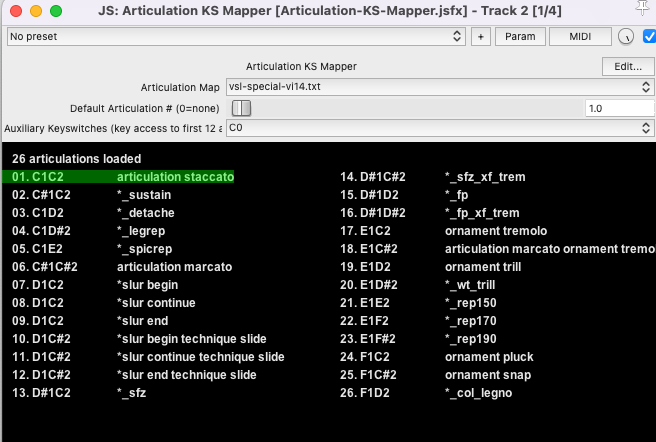 JS: Articulation KS Mapper [Articulation-KS-Mapper.jsfx] - Track 2 [1/4]
No preset
+
Param
MIDI
Articulation KS Mapper
Edit...
Articulation Map
vsl-special-vi14.txt
Default Articulation # (0=none)
1.0
Auxiliary Keyswitches (key access to first 12 a
C0
26 articulations loaded
01. C1C2 articulation staccato
02. C#1C2 *_sustain
03. C1D2 *_detache
04. C1D#2 *_legrep
05. C1E2 *_spicrep
06. C#1C#2 articulation marcato
07. D1C2 *slur begin
08. D1C2 *slur continue
09. D1C2 *slur end
10. D1C#2 *slur begin technique slide
11. D1C#2 *slur continue technique slide
12. D1C#2 *slur end technique slide
13. D#1C2 *_sfz
14. D#1C#2 *_sfz_xf_trem
15. D#1D2 *_fp
16. D#1D#2 *_fp_xf_trem
17. E1C2 ornament tremolo
18. E1C#2 articulation marcato ornament tremo
19. E1D2 ornament trill
20. E1D#2 *_wt_trill
21. E1E2 *_rep150
22. E1F2 *_rep170
23. E1F#2 *_rep190
24. F1C2 ornament pluck
25. F1C#2 ornament snap
26. F1D2 *_col_legno